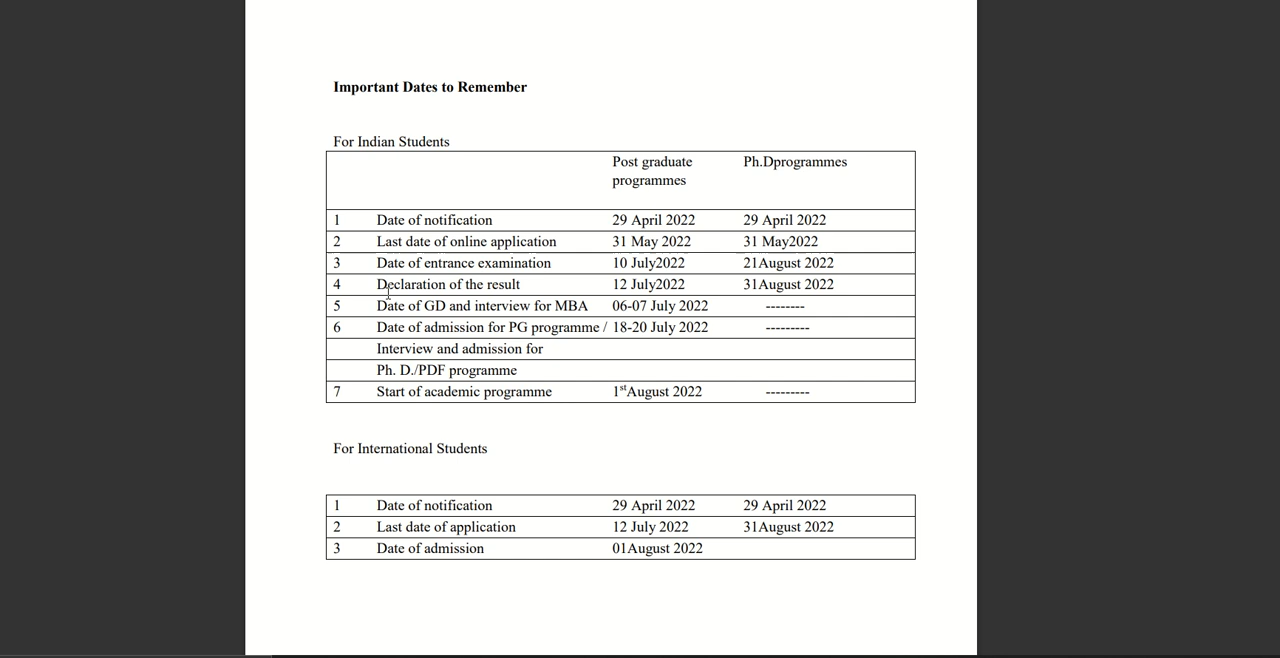 Important Dates to Remember
For Indian Students
Post graduate programmes Ph.Dprogrammes
1 Date of notification 29 April 2022 29 April 2022
2 Last date of online application 31 May 2022 31 May2022
3 Date of entrance examination 10 July2022 21August 2022
4 Declaration of the result 12 July2022 31August 2022
5 Date of GD and interview for MBA 06-07 July 2022 --------
6 Date of admission for PG programme / 18-20 July 2022 ---------
Interview and admission for
Ph. D./PDF programme
7 Start of academic programme 1stAugust 2022 ---------
For International Students
1 Date of notification 29 April 2022 29 April 2022
2 Last date of application 12 July 2022 31August 2022
3 Date of admission 01August 2022